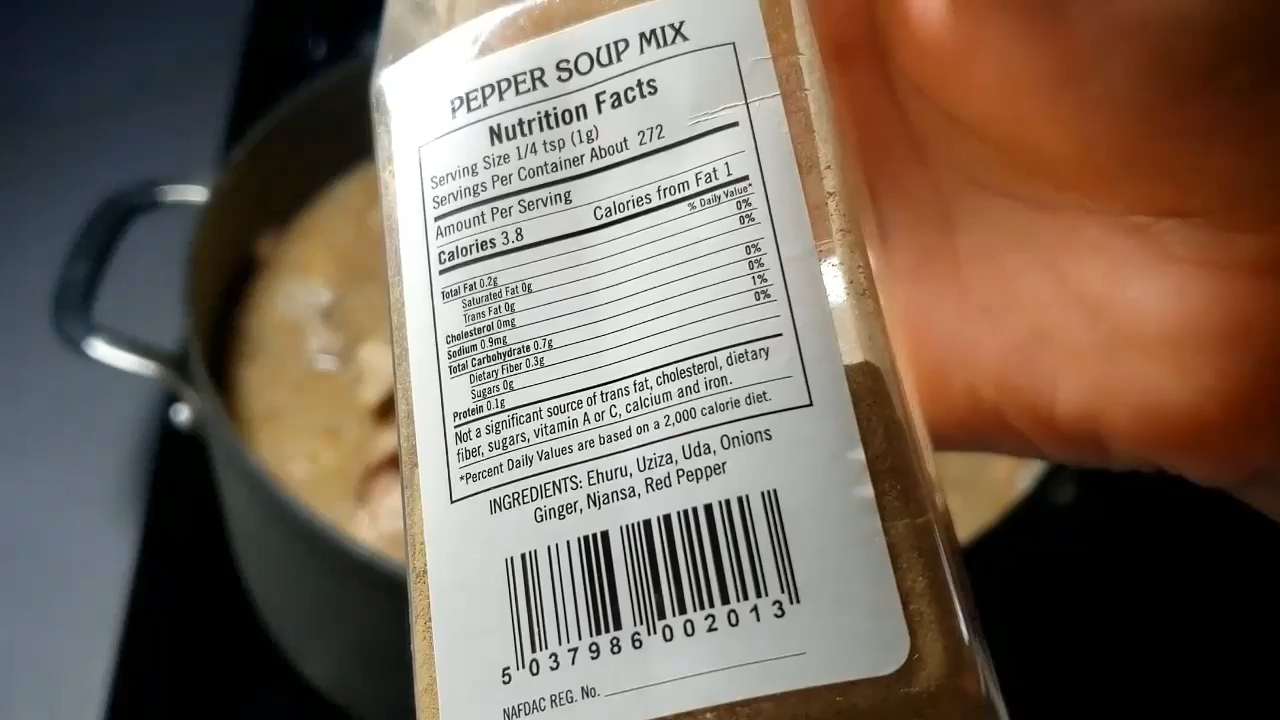 PEPPER SOUP MIX
Nutrition Facts
Serving Size 1/4 tsp (1g)
Servings Per Container About 272
Amount Per Serving
Calories 3.8 Calories from Fat 1
% Daily Value*
Total Fat 0.2g 0%
Saturated Fat 0g 0%
Trans Fat 0g
Cholesterol 0mg 0%
Sodium 0.9mg 0%
Total Carbohydrate 0.7g 1%
Dietary Fiber 0.3g 0%
Sugars 0g
Protein 0.1g
Not a significant source of trans fat, cholesterol, dietary
fiber, sugars, vitamin A or C, calcium and iron.
*Percent Daily Values are based on a 2,000 calorie diet.
INGREDIENTS: Ehuru, Uziza, Uda, Onions
Ginger, Njansa, Red Pepper
5 037986 002013
NAFDAC REG. No.